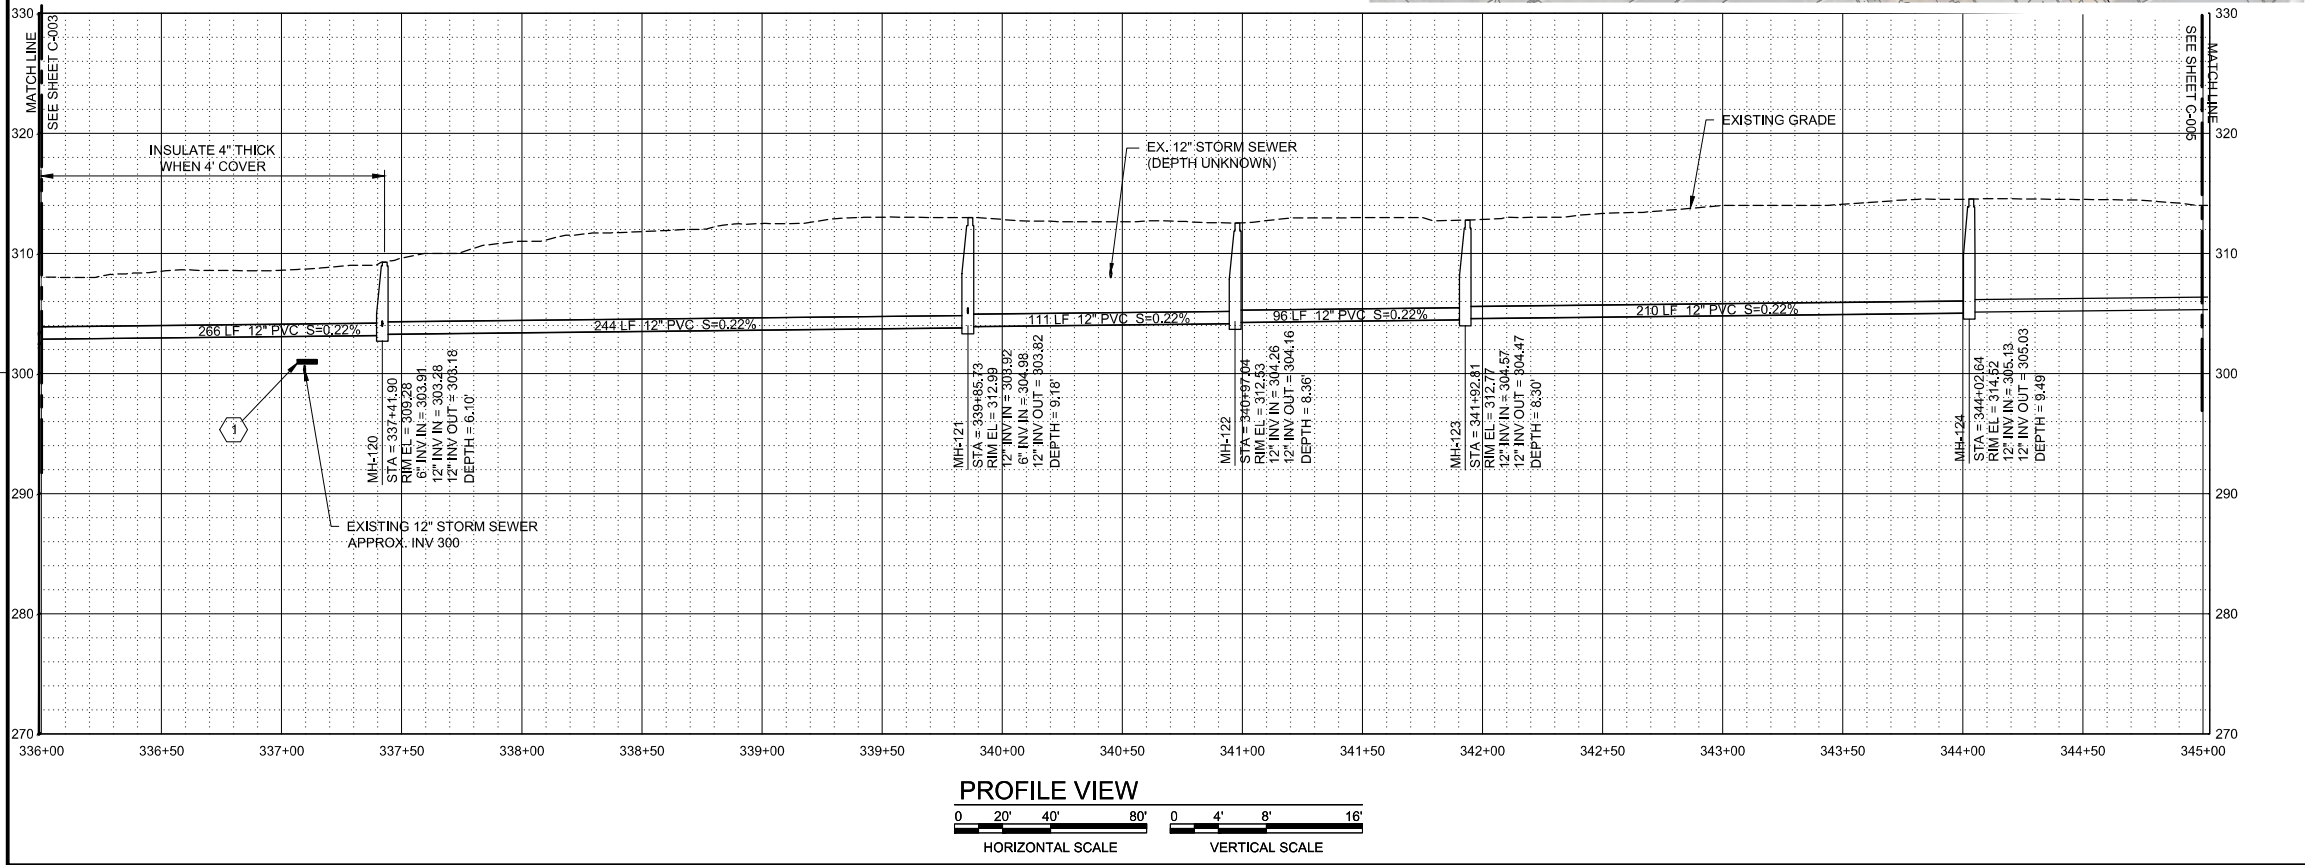 330
330
MATCH LINE
SEE SHEET C-003
SEE SHEET C-005
MATCH LINE
320
320
INSULATE 4" THICK
WHEN 4' COVER
EX. 12" STORM SEWER
(DEPTH UNKNOWN)
EXISTING GRADE
310
310
266 LF 12" PVC S=0.22%
244 LF 12" PVC S=0.22%
111 LF 12" PVC S=0.22%
96 LF 12" PVC S=0.22%
210 LF 12" PVC S=0.22%
300
300
1
MH-120
STA = 337+41.90
RIM EL = 309.28
6" INV IN = 303.91
12" INV IN = 303.28
12" INV OUT = 303.18
DEPTH = 6.10'
MH-121
STA = 339+85.73
RIM EL = 312.99
12" INV IN = 303.92
6" INV IN = 304.98
12" INV OUT = 303.82
DEPTH = 9.18'
MH-122
STA = 340+97.04
RIM EL = 312.53
12" INV IN = 304.26
12" INV OUT = 304.16
DEPTH = 8.36'
MH-123
STA = 341+92.81
RIM EL = 312.77
12" INV IN = 304.57
12" INV OUT = 304.47
DEPTH = 8.30'
MH-124
STA = 344+02.64
RIM EL = 314.52
12" INV IN = 305.13
12" INV OUT = 305.03
DEPTH = 9.49'
290
290
EXISTING 12" STORM SEWER
APPROX. INV 300
280
280
270
270
336+00
336+50
337+00
337+50
338+00
338+50
339+00
339+50
340+00
340+50
341+00
341+50
342+00
342+50
343+00
343+50
344+00
344+50
345+00
PROFILE VIEW
0 20' 40' 80'
HORIZONTAL SCALE
0 4' 8' 16'
VERTICAL SCALE